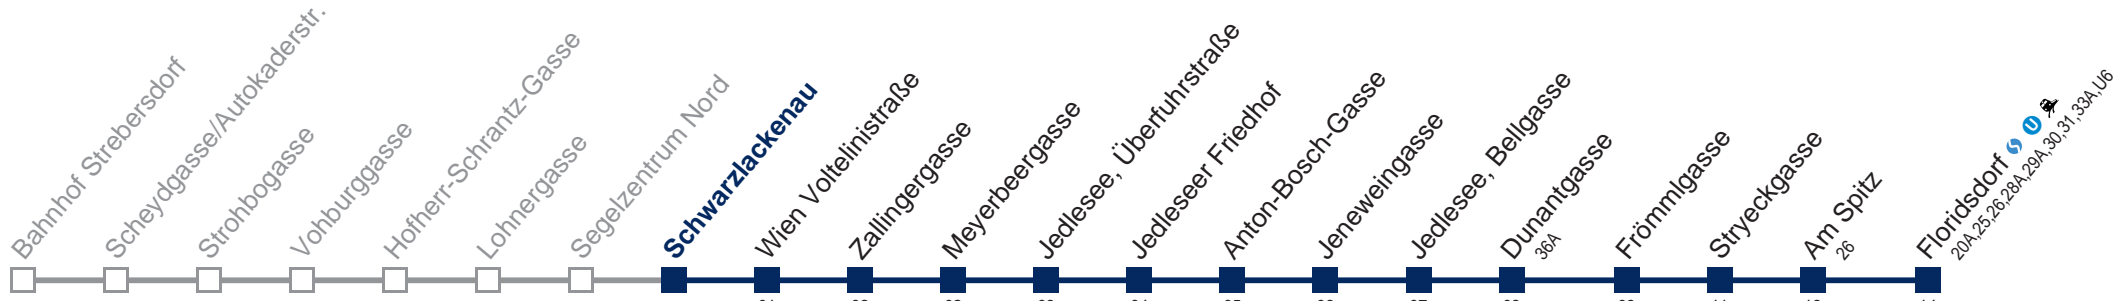 Bahnhof Strebersdorf
Scheydgasse/Autokaderstr.
Strohbogasse
Vohburggasse
Hofherr-Schrantz-Gasse
Lohnergasse
Segelzentrum Nord
Schwarzlackenau
Wien Voltelinistraße
Zallingergasse
Meyerbeergasse
Jedlesee, Überfuhrstraße
Jedleseer Friedhof
Anton-Bosch-Gasse
Jeneweingasse
Jedlesee, Bellgasse
Dunantgasse
36A
Frömmlgasse
Stryeckgasse
Am Spitz
26
Floridsdorf S U
20A,25,26,28A,29A,30,31,33A,U6